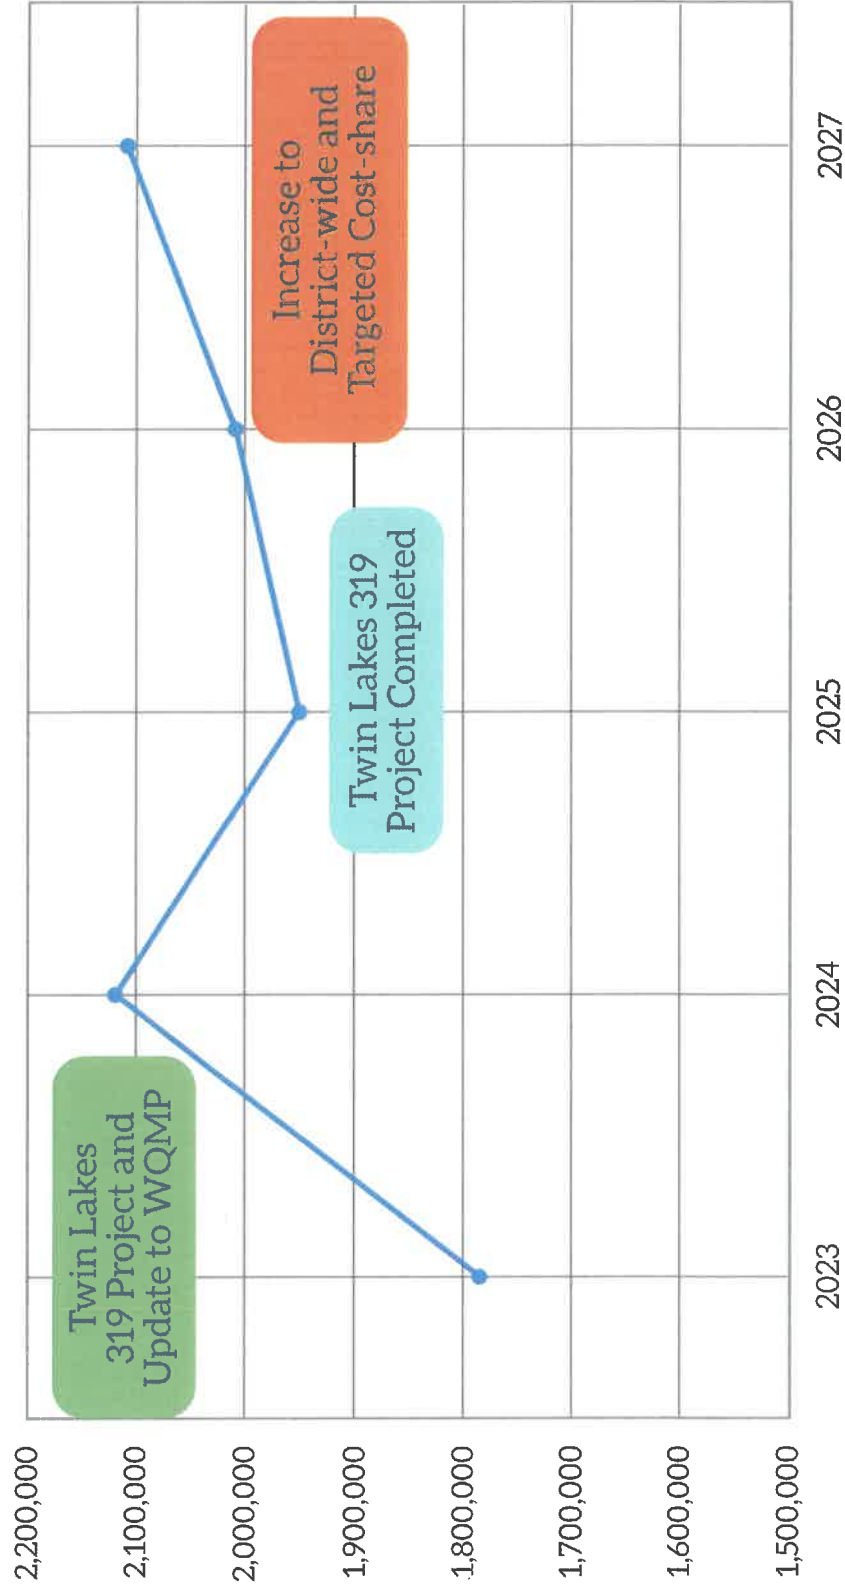 2,200,000
2,100,000
2,000,000
1,900,000
1,800,000
1,700,000
1,600,000
1,500,000
2023
2024
2025
2026
2027
Twin Lakes
319 Project and
Update to WQMP
Twin Lakes 319
Project Completed
Increase to
District-wide and
Targeted Cost-share